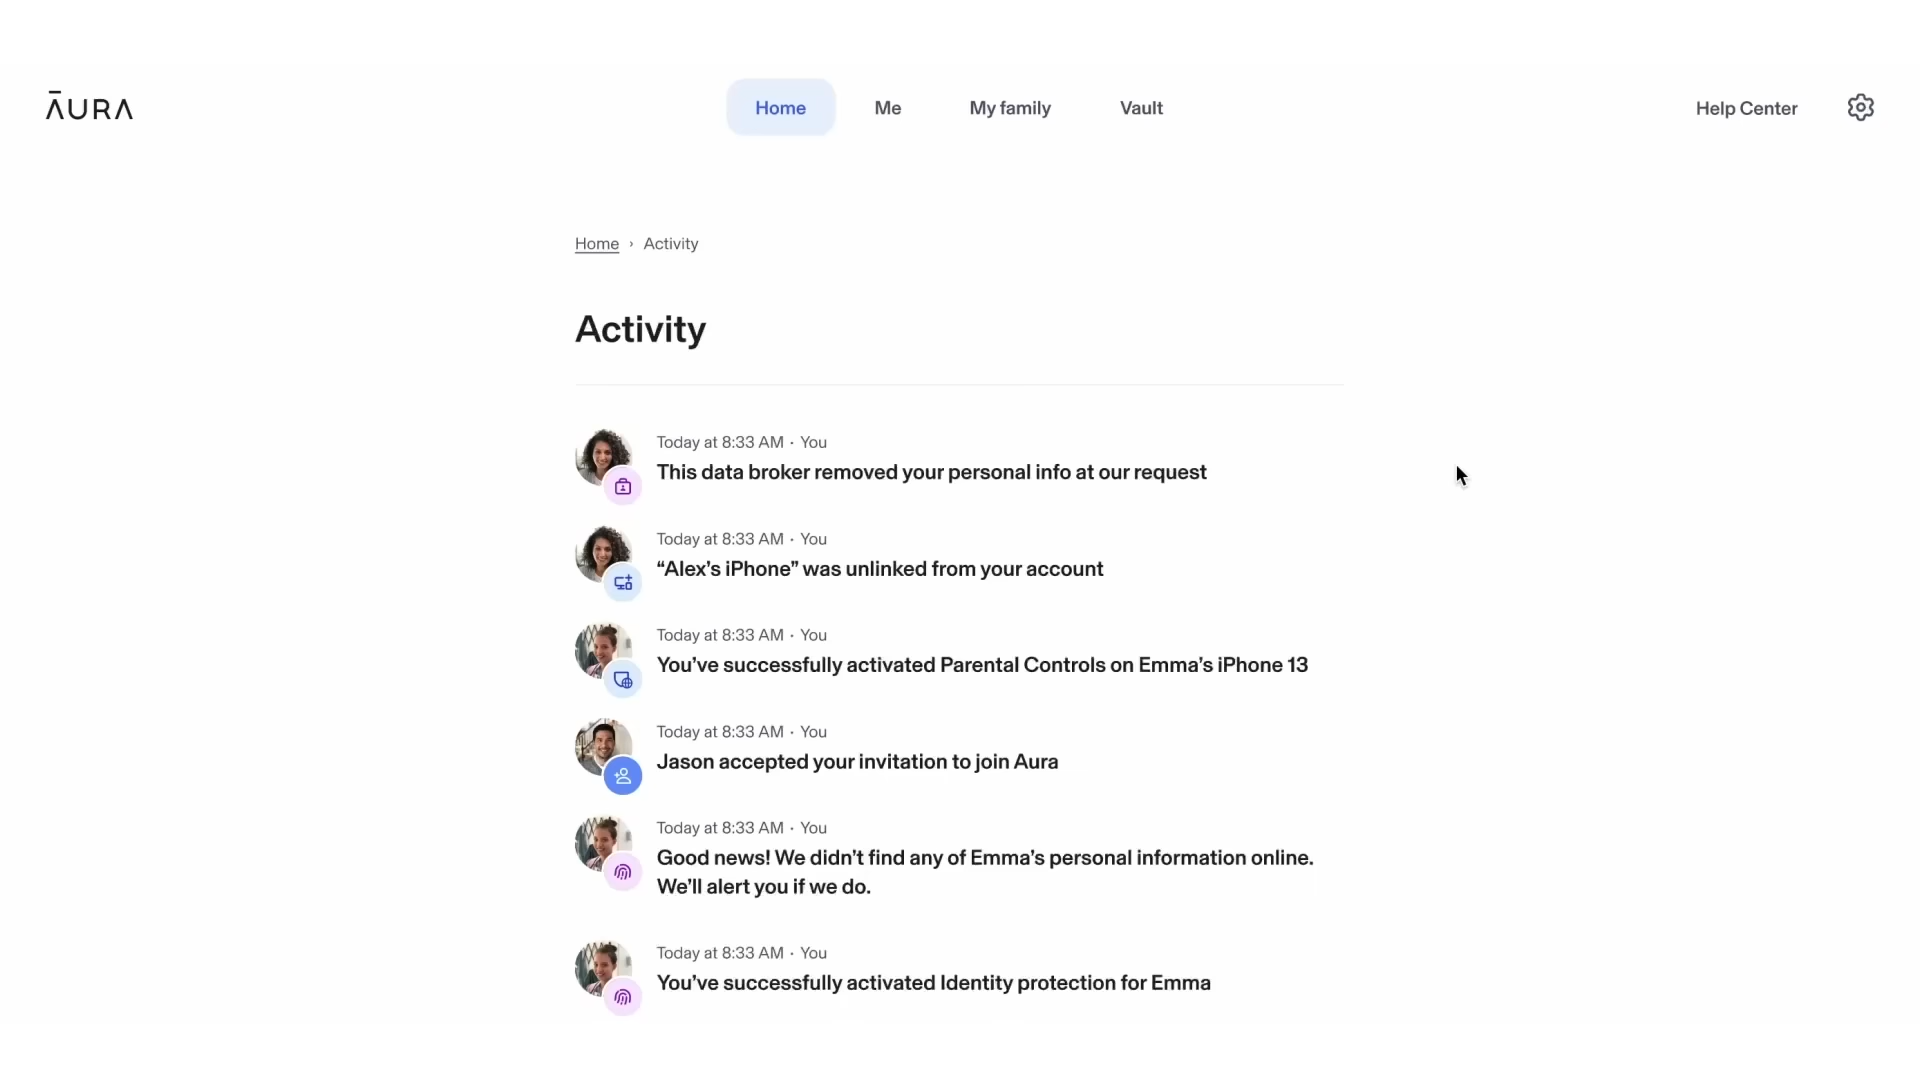 ĀURA
Home
Me
My family
Vault
Help Center
Home › Activity
Activity
Today at 8:33 AM · You
This data broker removed your personal info at our request
Today at 8:33 AM · You
“Alex’s iPhone” was unlinked from your account
Today at 8:33 AM · You
You’ve successfully activated Parental Controls on Emma’s iPhone 13
Today at 8:33 AM · You
Jason accepted your invitation to join Aura
Today at 8:33 AM · You
Good news! We didn’t find any of Emma’s personal information online.
We’ll alert you if we do.
Today at 8:33 AM · You
You’ve successfully activated Identity protection for Emma